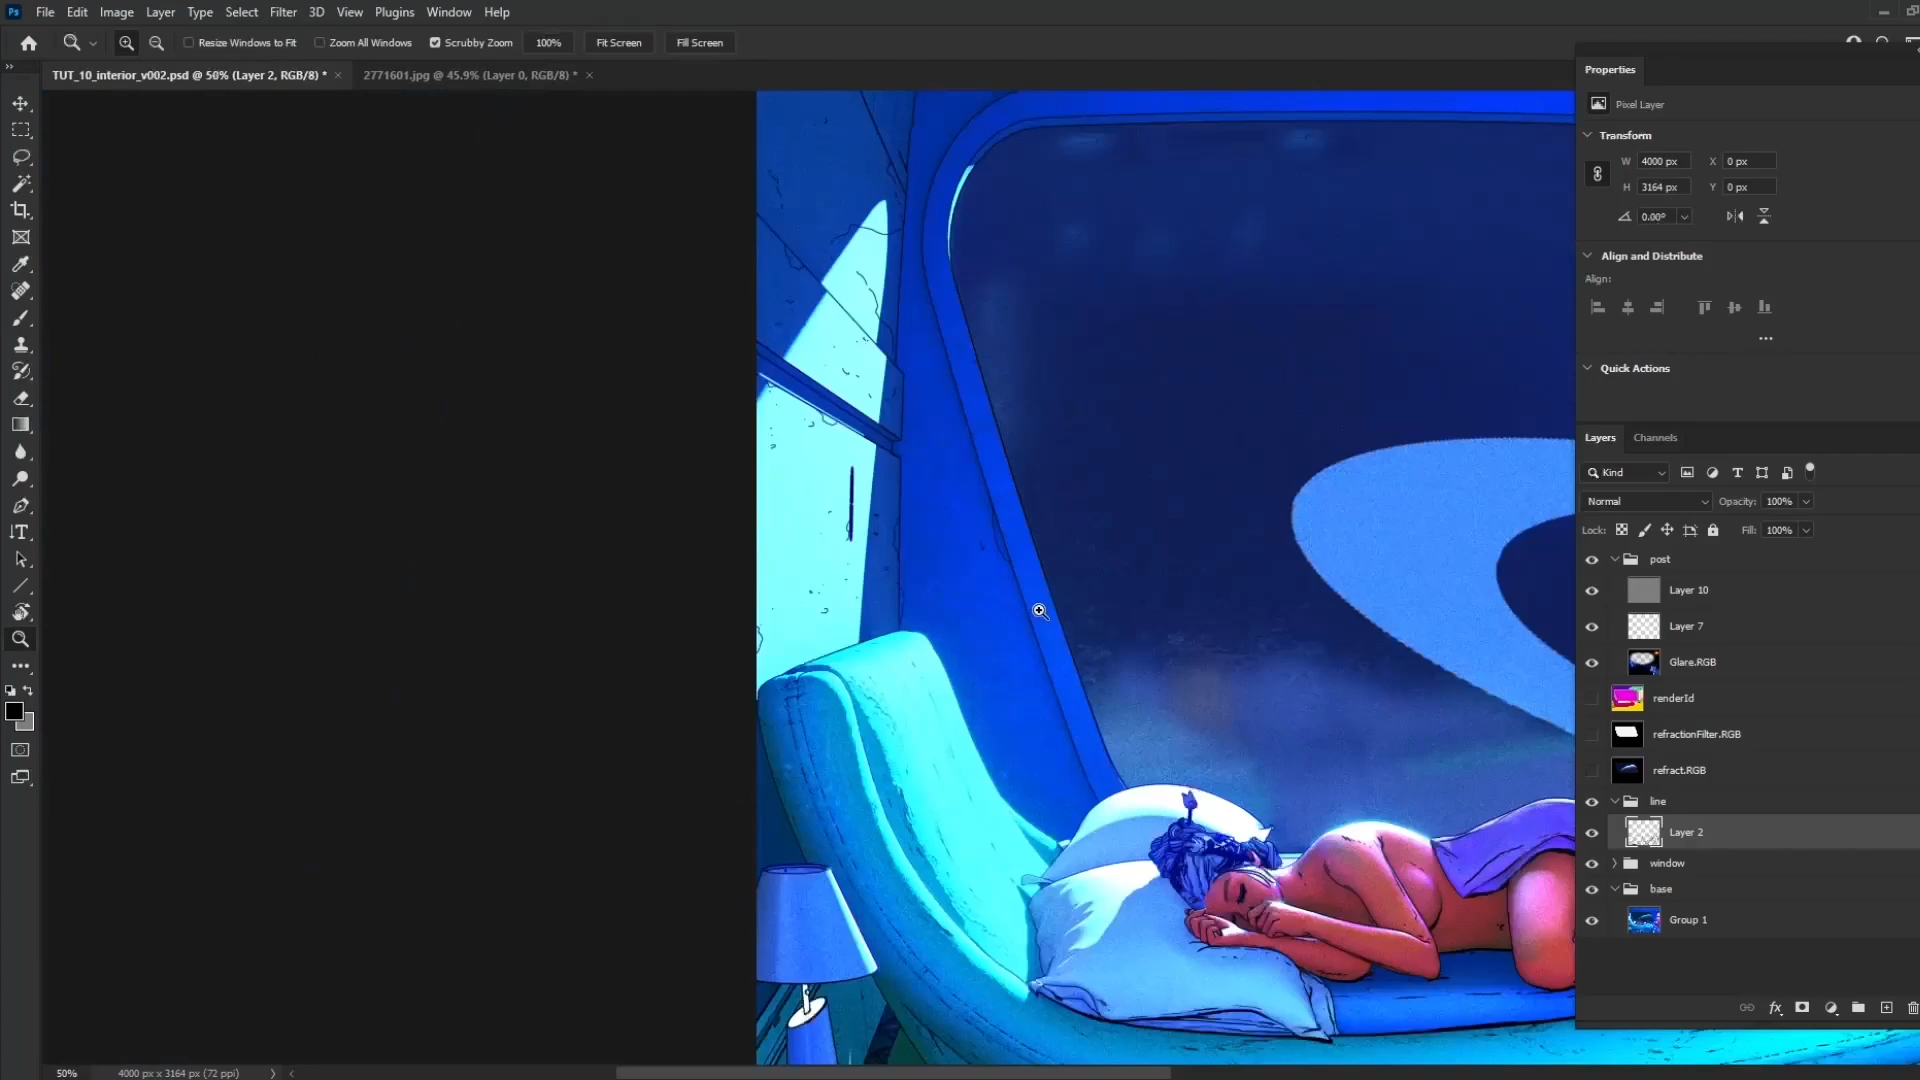 Ps File Edit Image Layer Type Select Filter 3D View Plugins Window Help
Resize Windows to Fit Zoom All Windows Scrubby Zoom 100% Fit Screen Fill Screen
TUT_10_interior_v002.psd @ 50% (Layer 2, RGB/8) * × 2771601.jpg @ 45.9% (Layer 0, RGB/8) * ×
Properties
Pixel Layer
Transform
W 4000 px X 0 px
H 3164 px Y 0 px
0.00°
Align and Distribute
Align:
Quick Actions
Layers Channels
Kind
Normal Opacity: 100%
Lock: Fill: 100%
post
Layer 10
Layer 7
Glare.RGB
renderId
refractionFilter.RGB
refract.RGB
line
Layer 2
window
base
Group 1
fx
50% 4000 px x 3164 px (72 ppi)